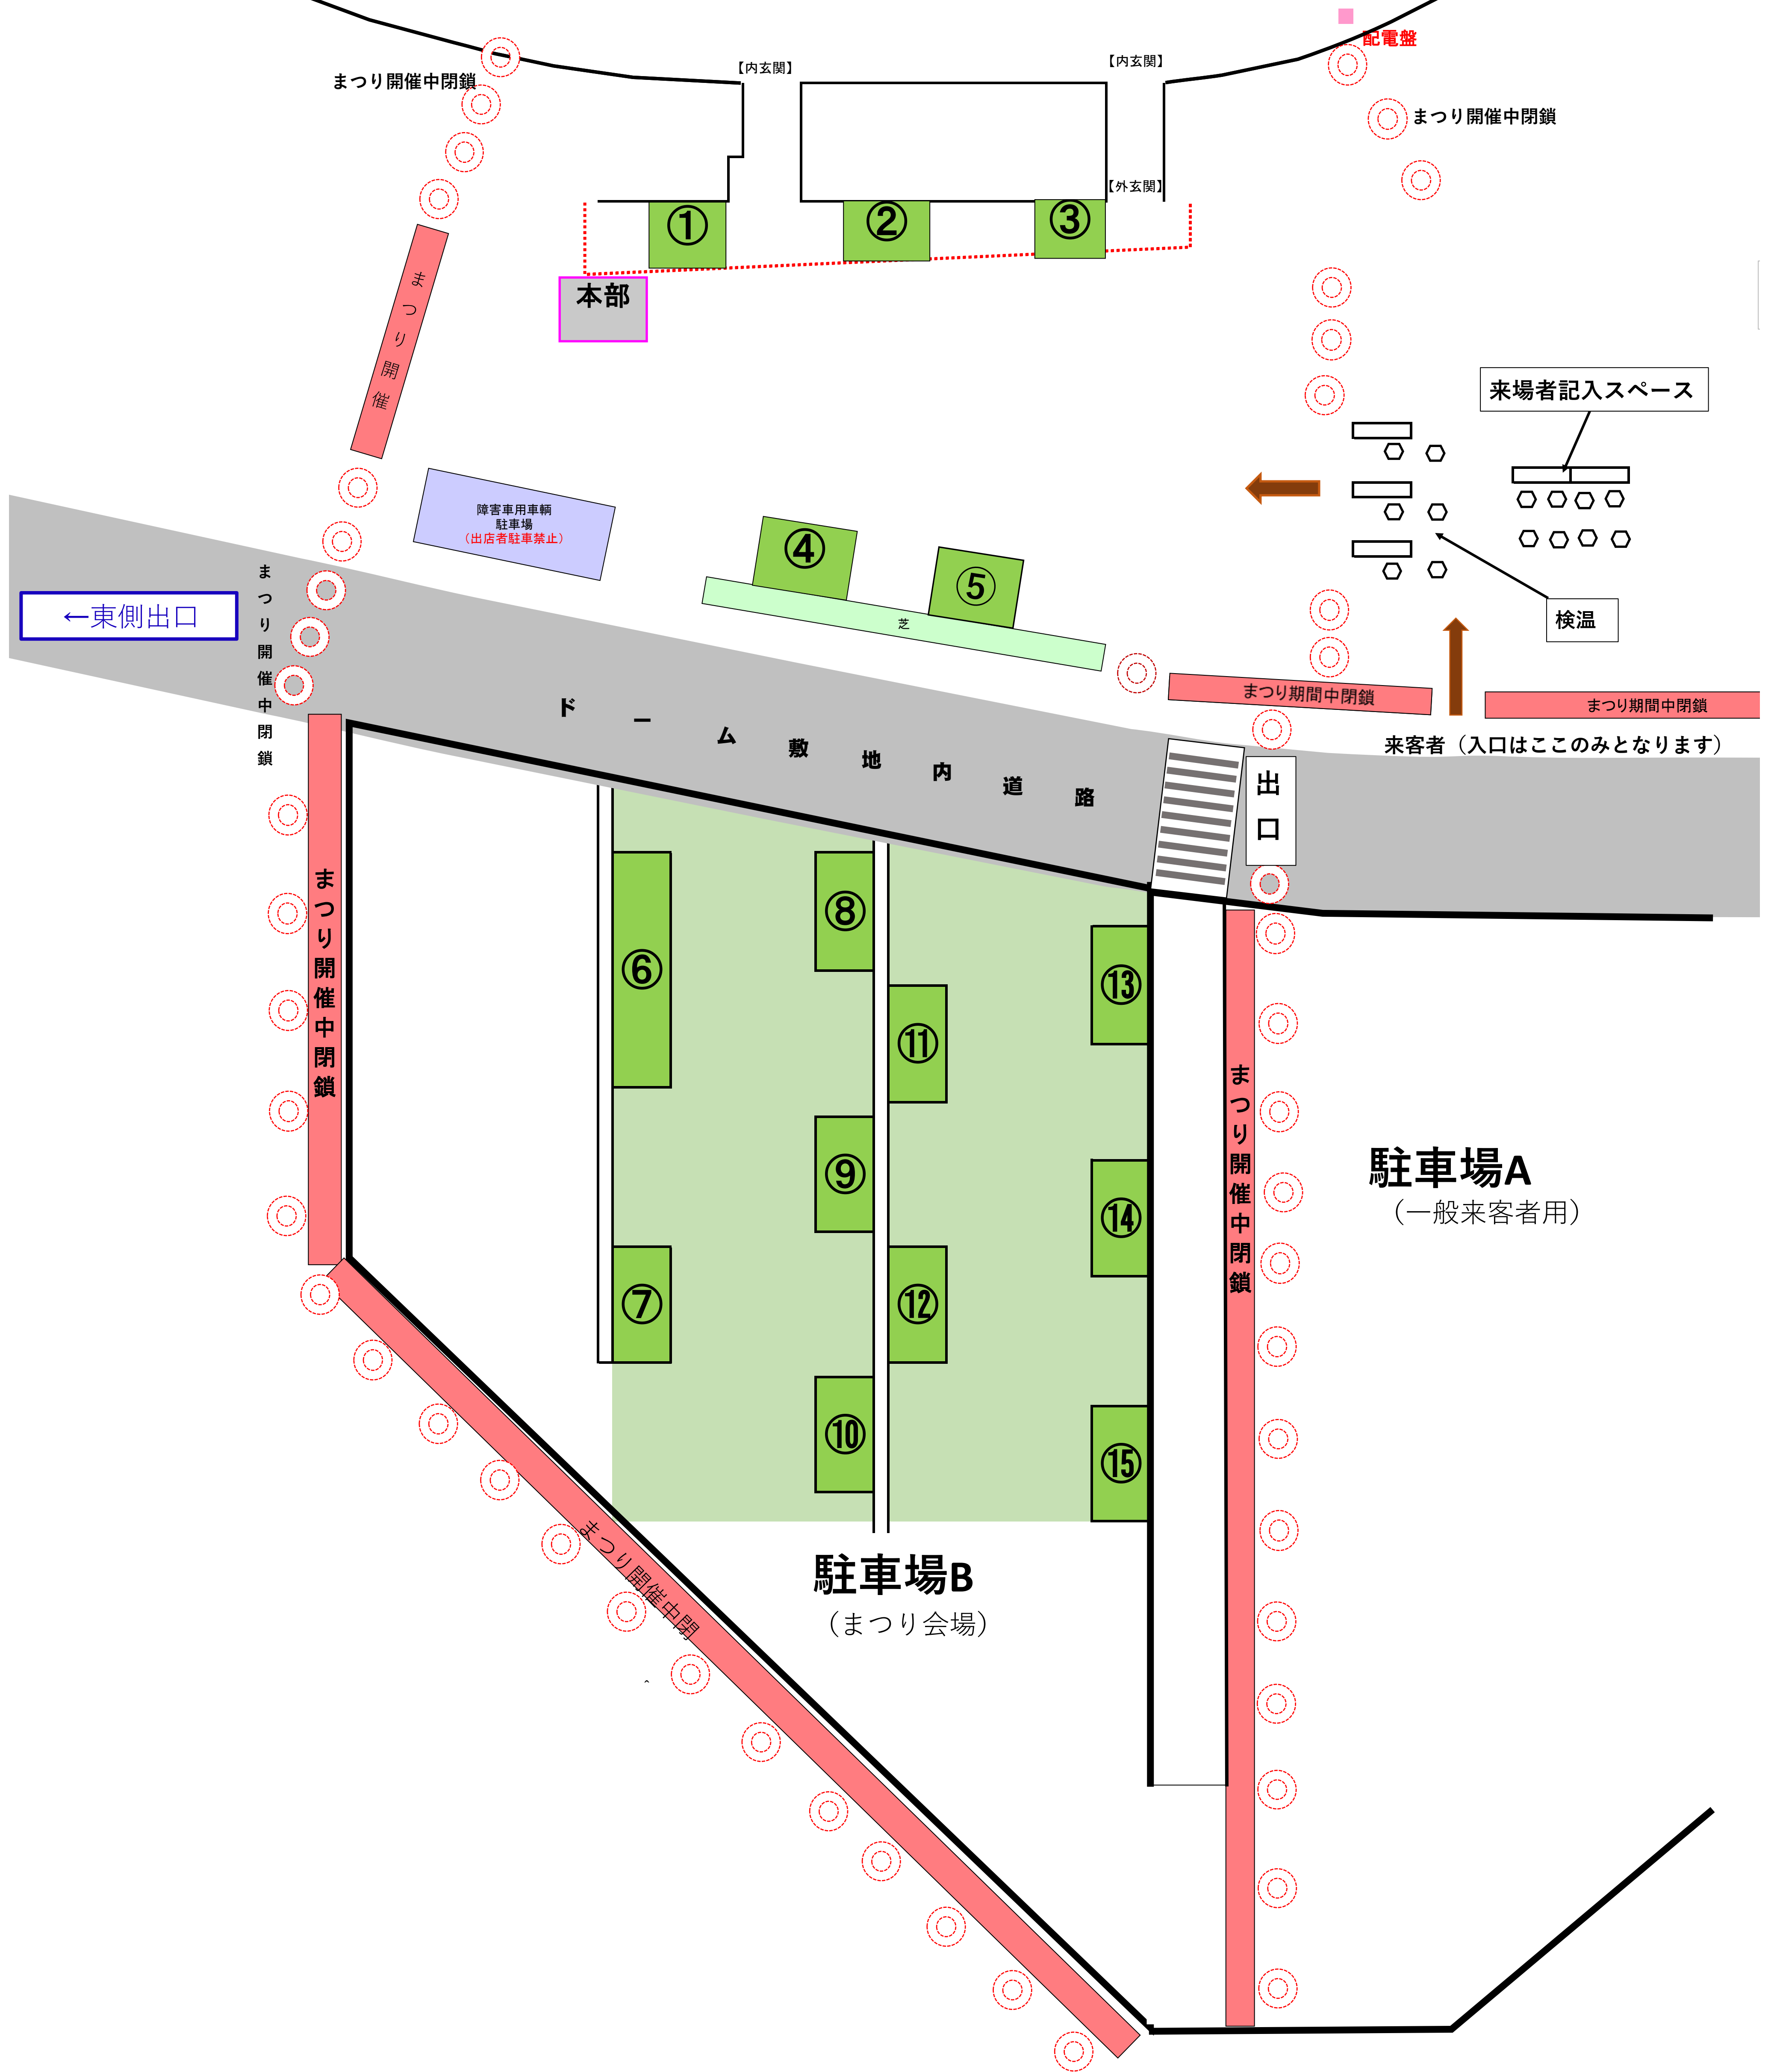 配電盤
まつり開催中閉鎖
【内玄関】
【内玄関】
まつり開催中閉鎖
【外玄関】
①
②
③
本部
まつり開催
来場者記入スペース
障害車用車輌
駐車場
（出店者駐車禁止）
④
⑤
芝
検温
←東側出口
まつり開催中閉鎖
まつり期間中閉鎖
まつり期間中閉鎖
来客者（入口はここのみとなります）
ドーム敷地内道路
出口
まつり開催中閉鎖
⑥
⑦
⑧
⑨
⑩
⑪
⑫
⑬
⑭
⑮
まつり開催中閉鎖
駐車場A
（一般来客者用）
駐車場B
（まつり会場）
まつり開催中閉